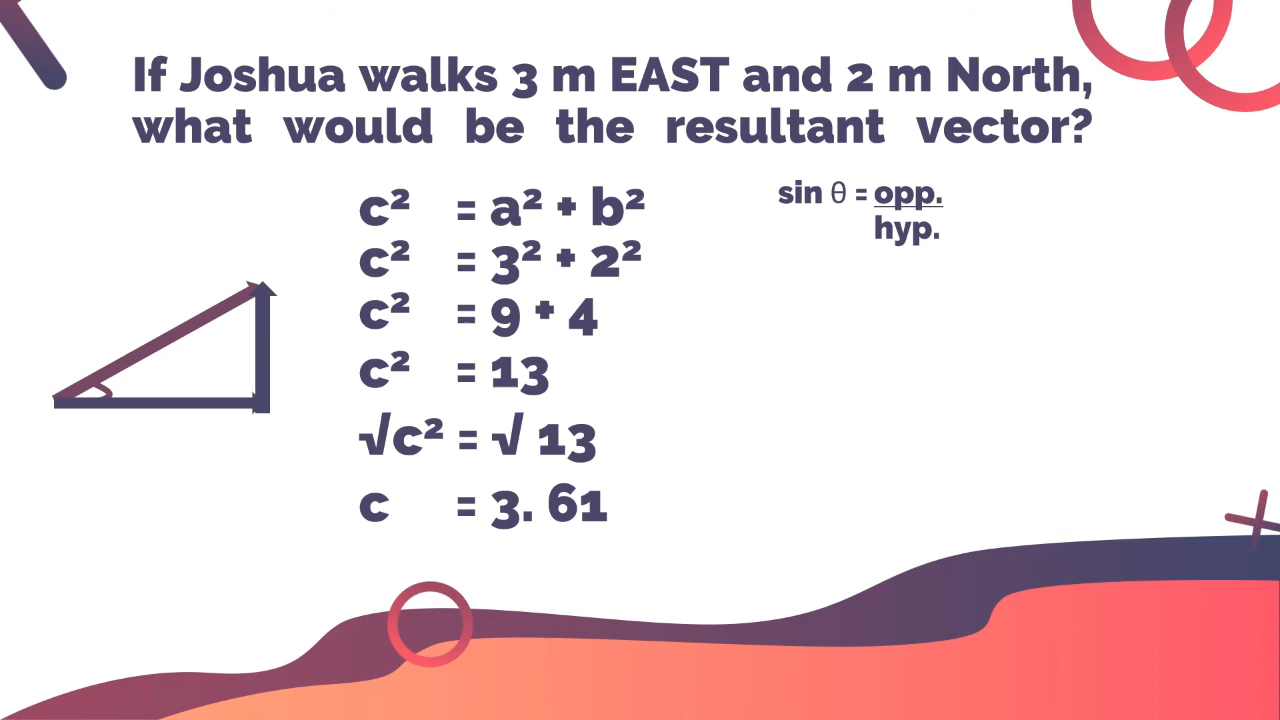 If Joshua walks 3 m EAST and 2 m North,
what would be the resultant vector?
c² = a² + b²
c² = 3² + 2²
c² = 9 + 4
c² = 13
√c² = √ 13
c = 3. 61
sin θ = opp.
hyp.